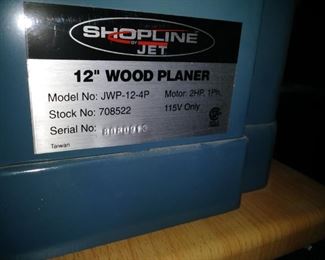 SHOPLINE
BY
JET
12" WOOD PLANER
Model No: JWP-12-4P Motor: 2HP, 1Ph,
Stock No: 708522 115V Only
Serial No:
Taiwan